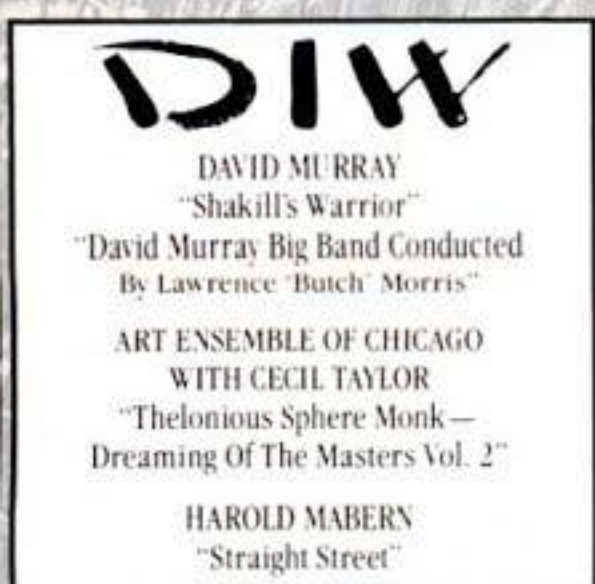 DIW
DAVID MURRAY
"Shakill's Warrior"
"David Murray Big Band Conducted
By Lawrence "Butch" Morris"
ART ENSEMBLE OF CHICAGO
WITH CECIL TAYLOR
"Thelonious Sphere Monk—
Dreaming Of The Masters Vol. 2"
HAROLD MABERN
"Straight Street"